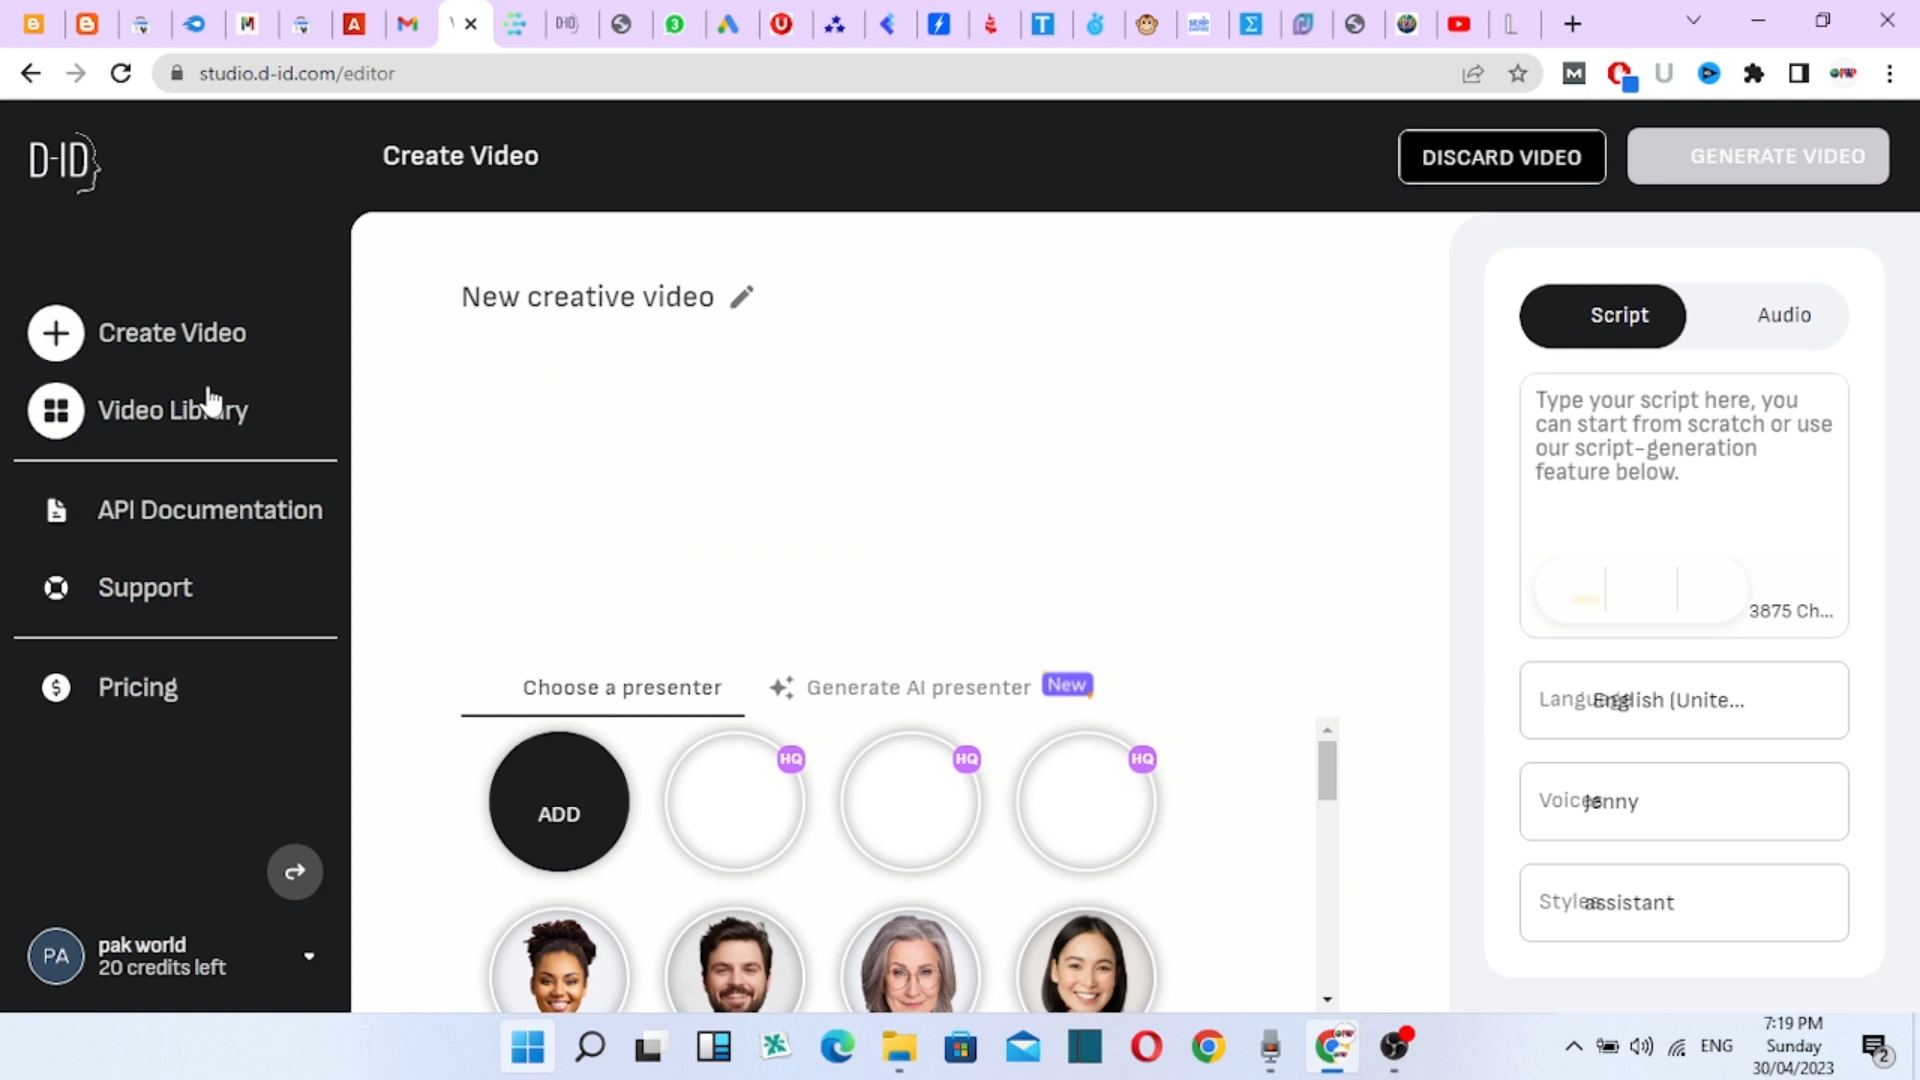 studio.d-id.com/editor
D-ID
Create Video
DISCARD VIDEO
GENERATE VIDEO
New creative video
Script
Audio
Create Video
Video Library
Type your script here, you
can start from scratch or use
our script-generation
feature below.
3875 Ch...
API Documentation
Support
Pricing
Choose a presenter
Generate AI presenter
New
Language
English (Unite...
ADD
HQ
HQ
HQ
Voices
Jenny
Styles
assistant
PA
pak world
20 credits left
ENG
7:19 PM
Sunday
30/04/2023
2